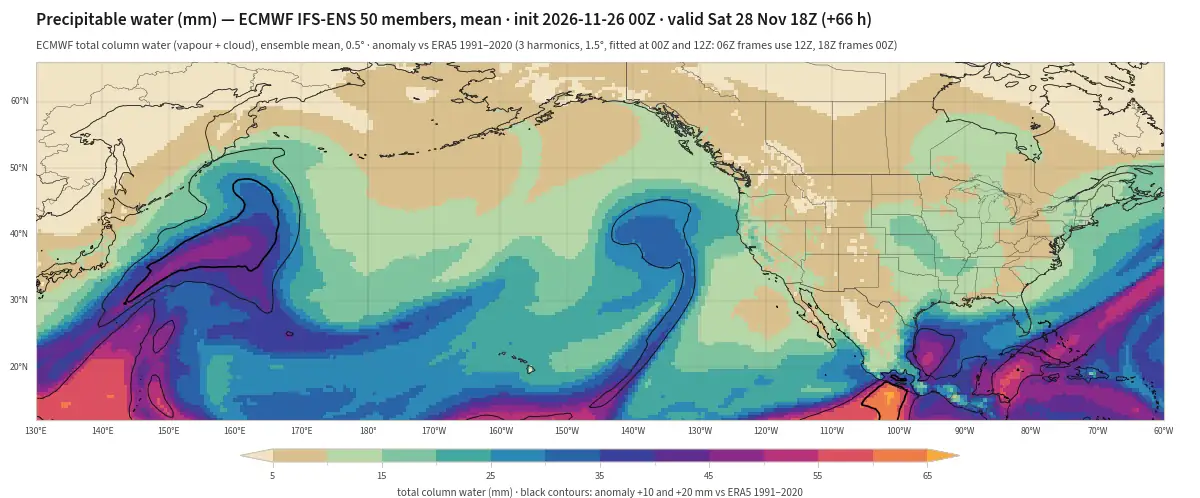 Precipitable water (mm) — ECMWF IFS-ENS 50 members, mean · init 2026-11-26 00Z · valid Sat 28 Nov 18Z (+66 h)
ECMWF total column water (vapour + cloud), ensemble mean, 0.5° · anomaly vs ERA5 1991–2020 (3 harmonics, 1.5°, fitted at 00Z and 12Z: 06Z frames use 12Z, 18Z frames 00Z)
60°N
50°N
40°N
30°N
20°N
130°E 140°E 150°E 160°E 170°E 180° 170°W 160°W 150°W 140°W 130°W 120°W 110°W 100°W 90°W 80°W 70°W 60°W
5 15 25 35 45 55 65
total column water (mm) · black contours: anomaly +10 and +20 mm vs ERA5 1991–2020